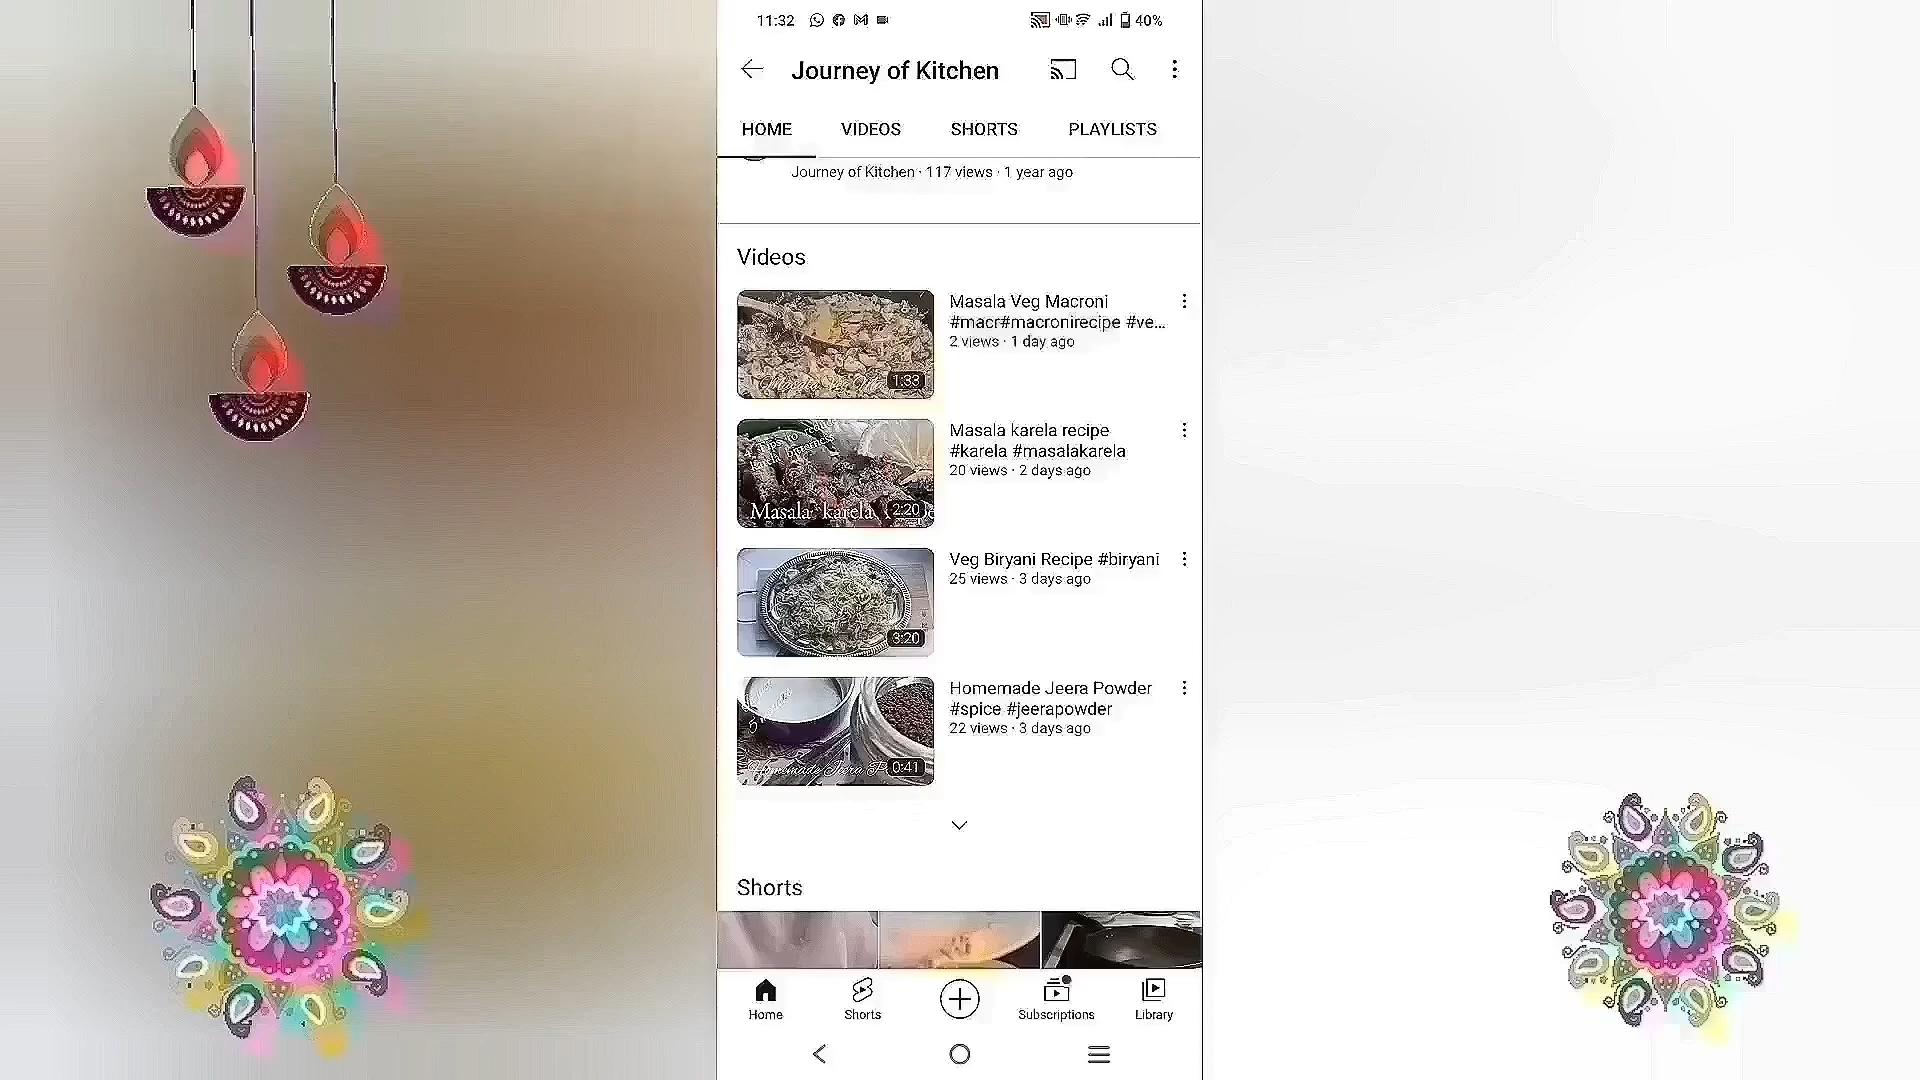 11:32
40%
Journey of Kitchen
HOME VIDEOS SHORTS PLAYLISTS
Journey of Kitchen · 117 views · 1 year ago
Videos
Masala Veg Macroni
#macr#macronirecipe #ve...
2 views · 1 day ago
1:33
Masala karela recipe
#karela #masalakarela
20 views · 2 days ago
Masala karela
2:20
Veg Biryani Recipe #biryani
25 views · 3 days ago
3:20
Homemade Jeera Powder
#spice #jeerapowder
22 views · 3 days ago
Homemade Jeera P
0:41
Shorts
Home Shorts Subscriptions Library